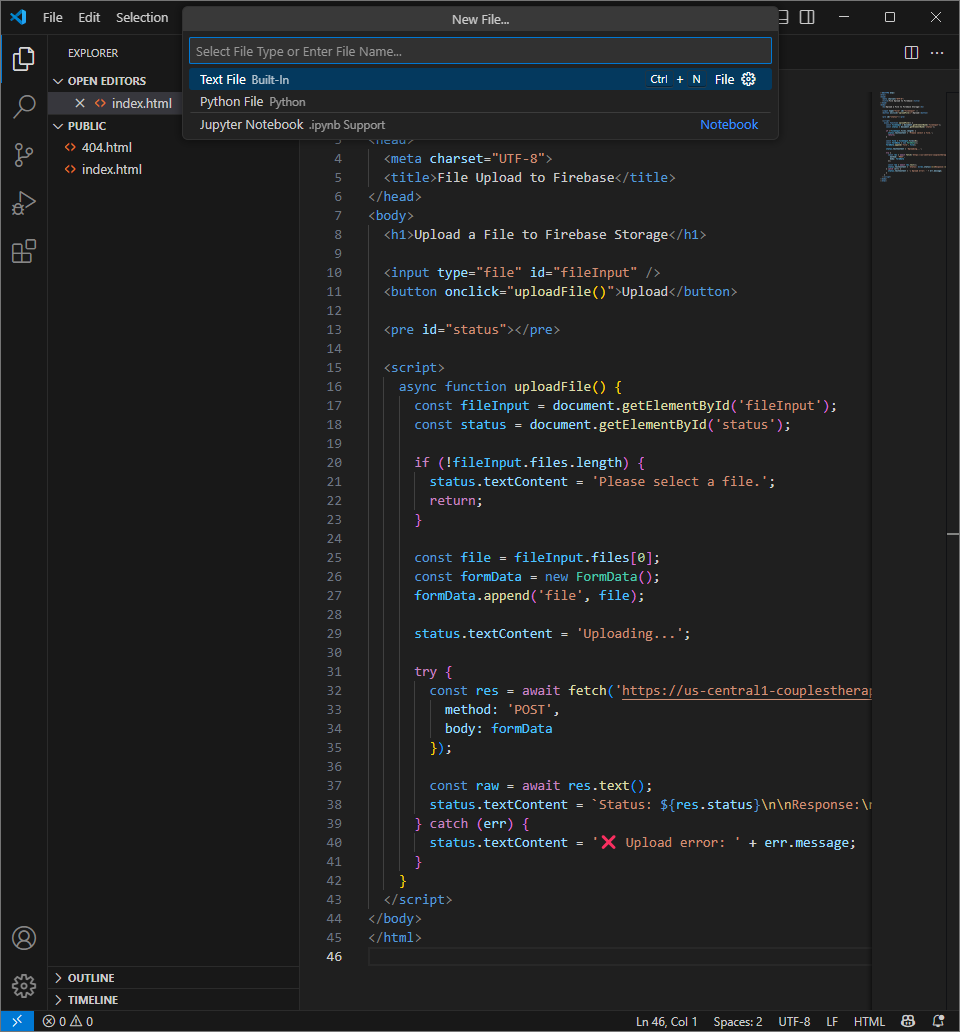 File Edit Selection
New File...
Select File Type or Enter File Name...
Text File Built-In Ctrl + N File
Python File Python
Jupyter Notebook .ipynb Support Notebook
EXPLORER
OPEN EDITORS
index.html
PUBLIC
404.html
index.html
OUTLINE
TIMELINE
3 <head>
4 <meta charset="UTF-8">
5 <title>File Upload to Firebase</title>
6 </head>
7 <body>
8 <h1>Upload a File to Firebase Storage</h1>
9
10 <input type="file" id="fileInput" />
11 <button onclick="uploadFile()">Upload</button>
12
13 <pre id="status"></pre>
14
15 <script>
16 async function uploadFile() {
17 const fileInput = document.getElementById('fileInput');
18 const status = document.getElementById('status');
19
20 if (!fileInput.files.length) {
21 status.textContent = 'Please select a file.';
22 return;
23 }
24
25 const file = fileInput.files[0];
26 const formData = new FormData();
27 formData.append('file', file);
28
29 status.textContent = 'Uploading...';
30
31 try {
32 const res = await fetch('https://us-central1-couplestherap
33 method: 'POST',
34 body: formData
35 });
36
37 const raw = await res.text();
38 status.textContent = `Status: ${res.status}\n\nResponse:\n
39 } catch (err) {
40 status.textContent = '❌ Upload error: ' + err.message;
41 }
42 }
43 </script>
44 </body>
45 </html>
46
0 0
Ln 46, Col 1 Spaces: 2 UTF-8 LF HTML